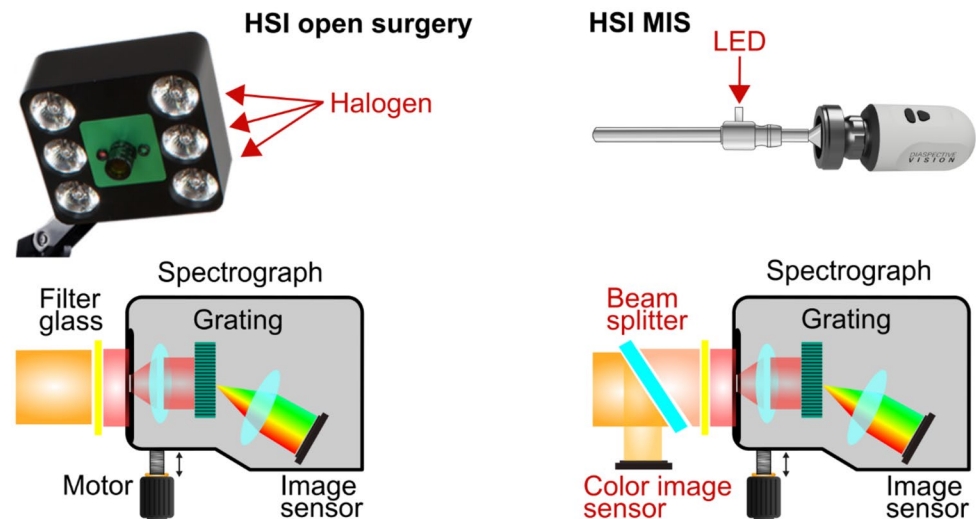 HSI open surgery
Halogen
HSI MIS
LED
DIASPECTIVE
VISION
Spectrograph
Filter
glass
Grating
Motor
Image
sensor
Spectrograph
Beam
splitter
Grating
Color image
sensor
Image
sensor